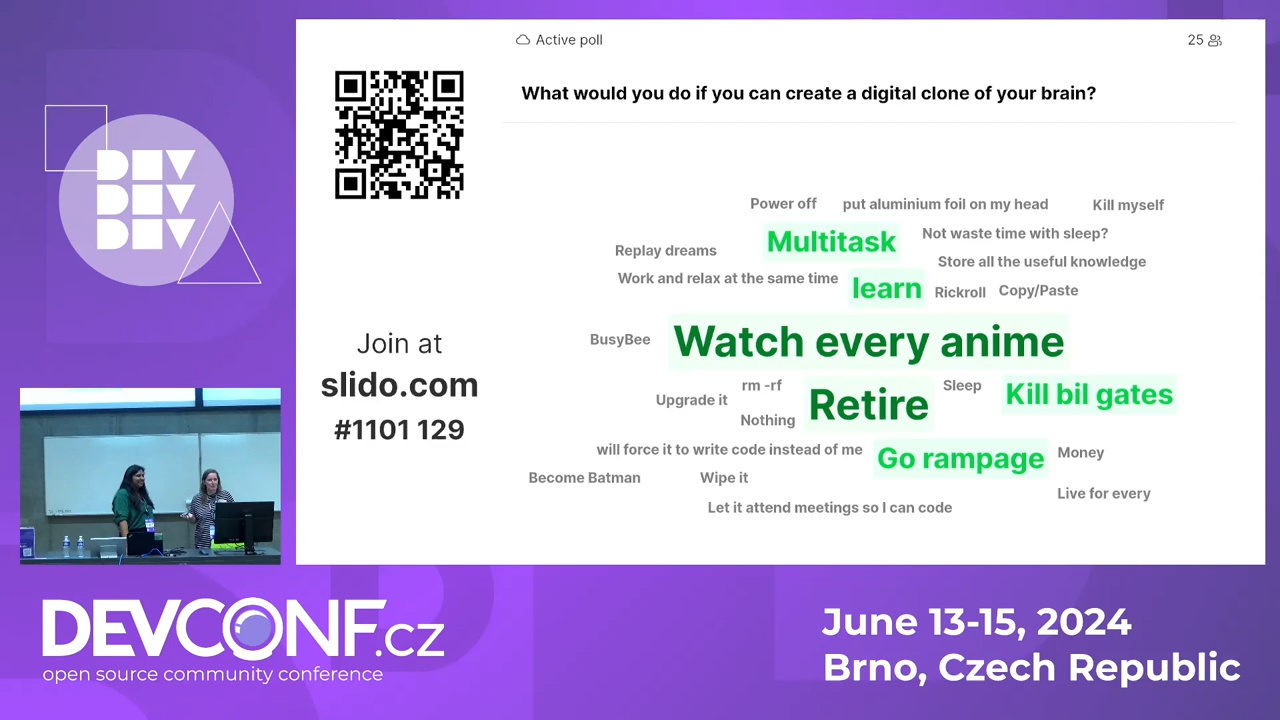 Active poll
25
What would you do if you can create a digital clone of your brain?
DEV
DEV
DEV
Power off
put aluminium foil on my head
Kill myself
Multitask
Not waste time with sleep?
Replay dreams
Store all the useful knowledge
Work and relax at the same time
learn
Rickroll
Copy/Paste
BusyBee
Watch every anime
rm -rf
Sleep
Upgrade it
Retire
Kill bil gates
Nothing
will force it to write code instead of me
Go rampage
Money
Become Batman
Wipe it
Live for every
Let it attend meetings so I can code
Join at
slido.com
#1101 129
DEVCONF.cz
open source community conference
June 13-15, 2024
Brno, Czech Republic